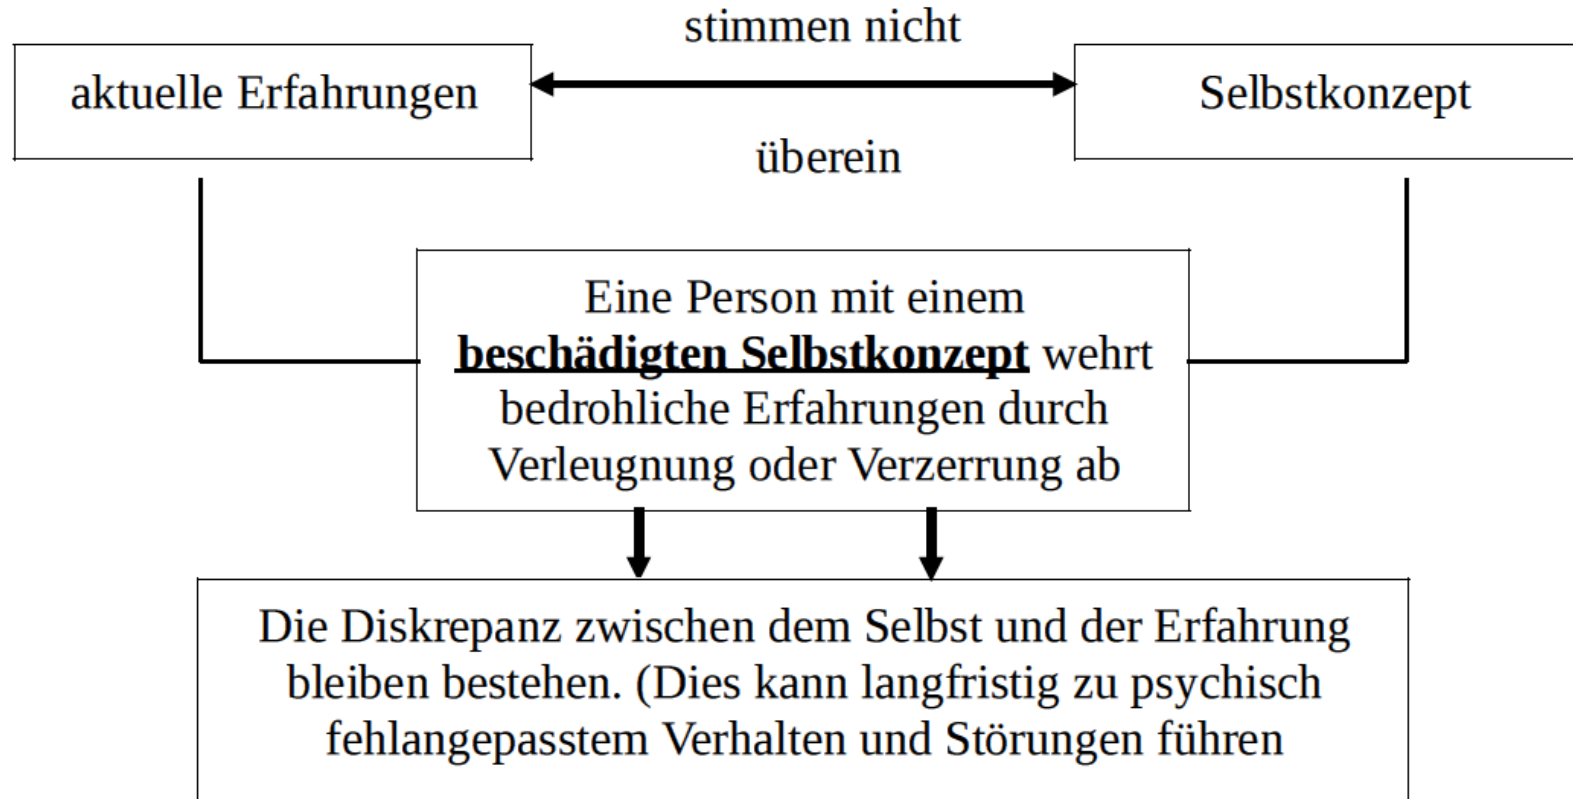 stimmen nicht
aktuelle Erfahrungen
Selbstkonzept
überein
Eine Person mit einem
beschädigten Selbstkonzept wehrt
bedrohliche Erfahrungen durch
Verleugnung oder Verzerrung ab
Die Diskrepanz zwischen dem Selbst und der Erfahrung
bleiben bestehen. (Dies kann langfristig zu psychisch
fehlangepasstem Verhalten und Störungen führen